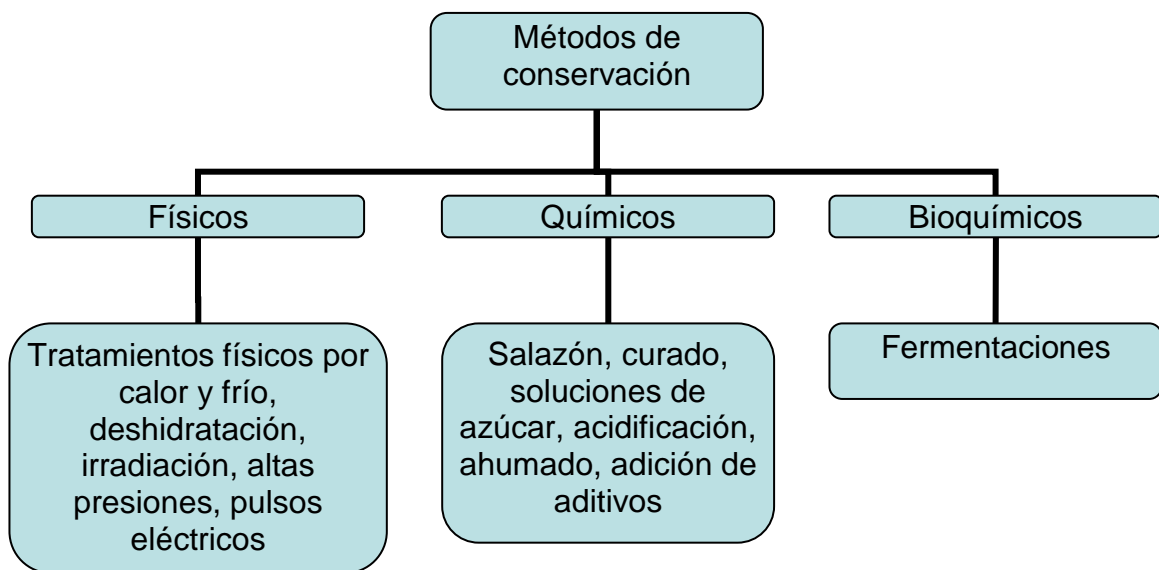 Métodos de
conservación
Físicos
Químicos
Bioquímicos
Tratamientos físicos por
calor y frío,
deshidratación,
irradiación, altas
presiones, pulsos
eléctricos
Salazón, curado,
soluciones de
azúcar, acidificación,
ahumado, adición de
aditivos
Fermentaciones